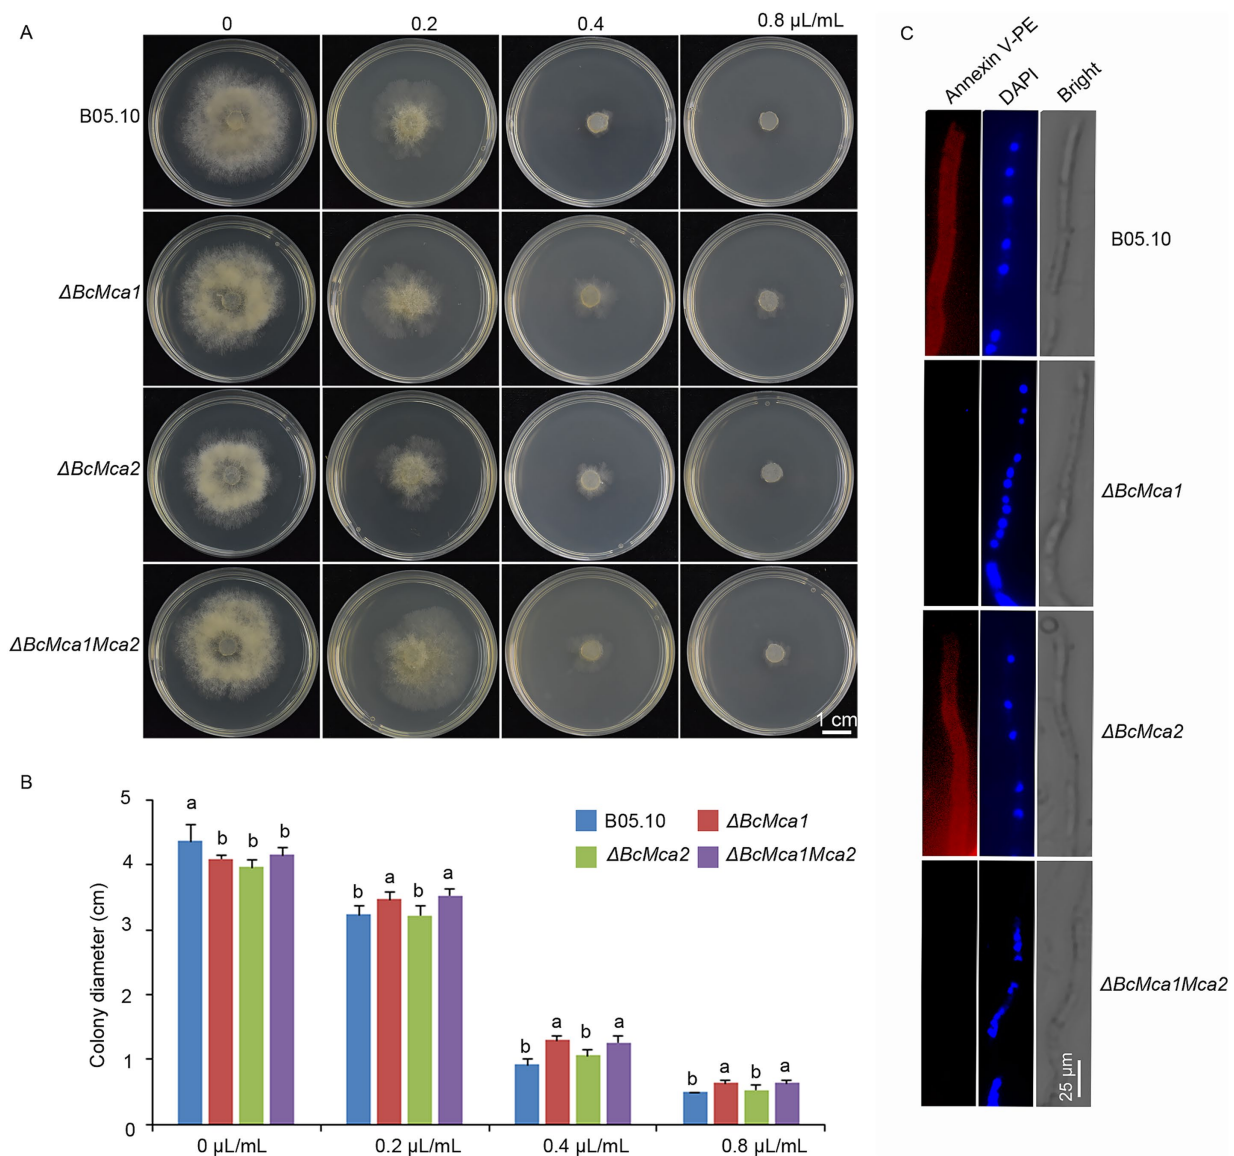 A
0
0.2
0.4
0.8 µL/mL
B05.10
ΔBcMca1
ΔBcMca2
ΔBcMca1Mca2
1 cm
B
5
4
3
2
1
0
Colony diameter (cm)
a
b
b
b
b
a
b
a
b
a
b
a
b
a
b
a
B05.10
ΔBcMca1
ΔBcMca2
ΔBcMca1Mca2
0 µL/mL
0.2 µL/mL
0.4 µL/mL
0.8 µL/mL
C
Annexin V-PE
DAPI
Bright
B05.10
ΔBcMca1
ΔBcMca2
ΔBcMca1Mca2
25 µm